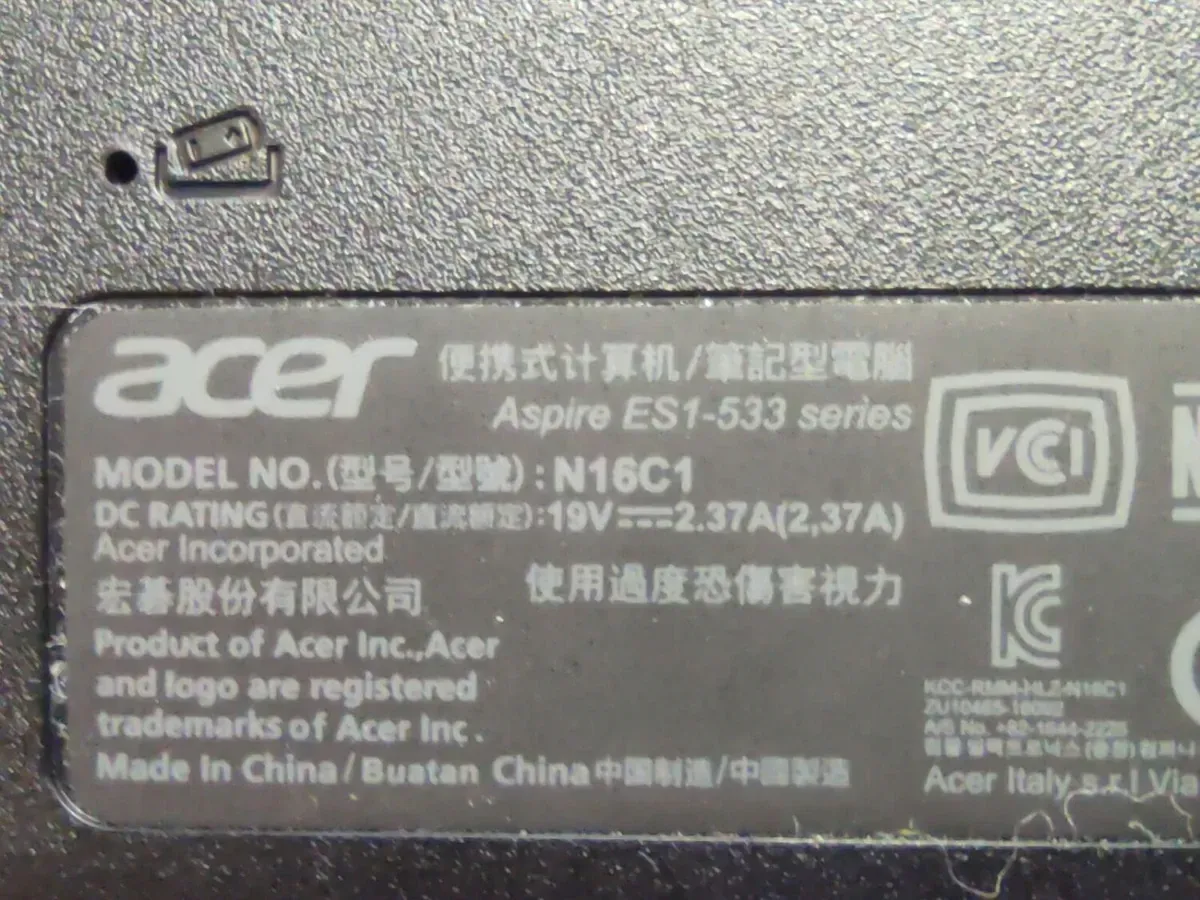 acer
便携式计算机/筆記型電腦
Aspire ES1-533 series
VCCI
MODEL NO.(型号/型號):N16C1
DC RATING(直流额定/直流額定):19V⎓2.37A(2,37A)
Acer Incorporated
宏碁股份有限公司
使用過度恐傷害視力
Product of Acer Inc.,Acer
and logo are registered
trademarks of Acer Inc.
Made In China/Buatan China中国制造/中國製造
KCC-RMM-HLZ-N16C1
A/S No.
Acer Italy s.r.l Via